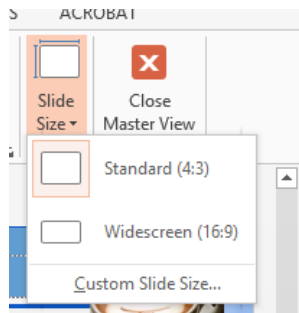 ACROBAT
Slide
Size
Close
Master View
Standard (4:3)
Widescreen (16:9)
Custom Slide Size...